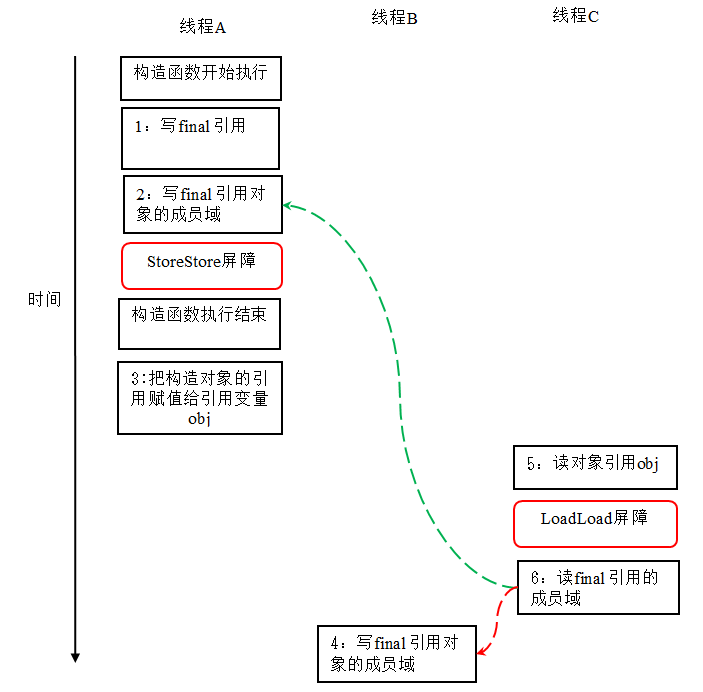 线程A
线程B
线程C
构造函数开始执行
1：写final 引用
2：写final 引用对
象的成员域
StoreStore屏障
时间
构造函数执行结束
3:把构造对象的引
用赋值给引用变量
obj
5：读对象引用obj
LoadLoad屏障
6：读final 引用的
成员域
4：写final 引用对
象的成员域